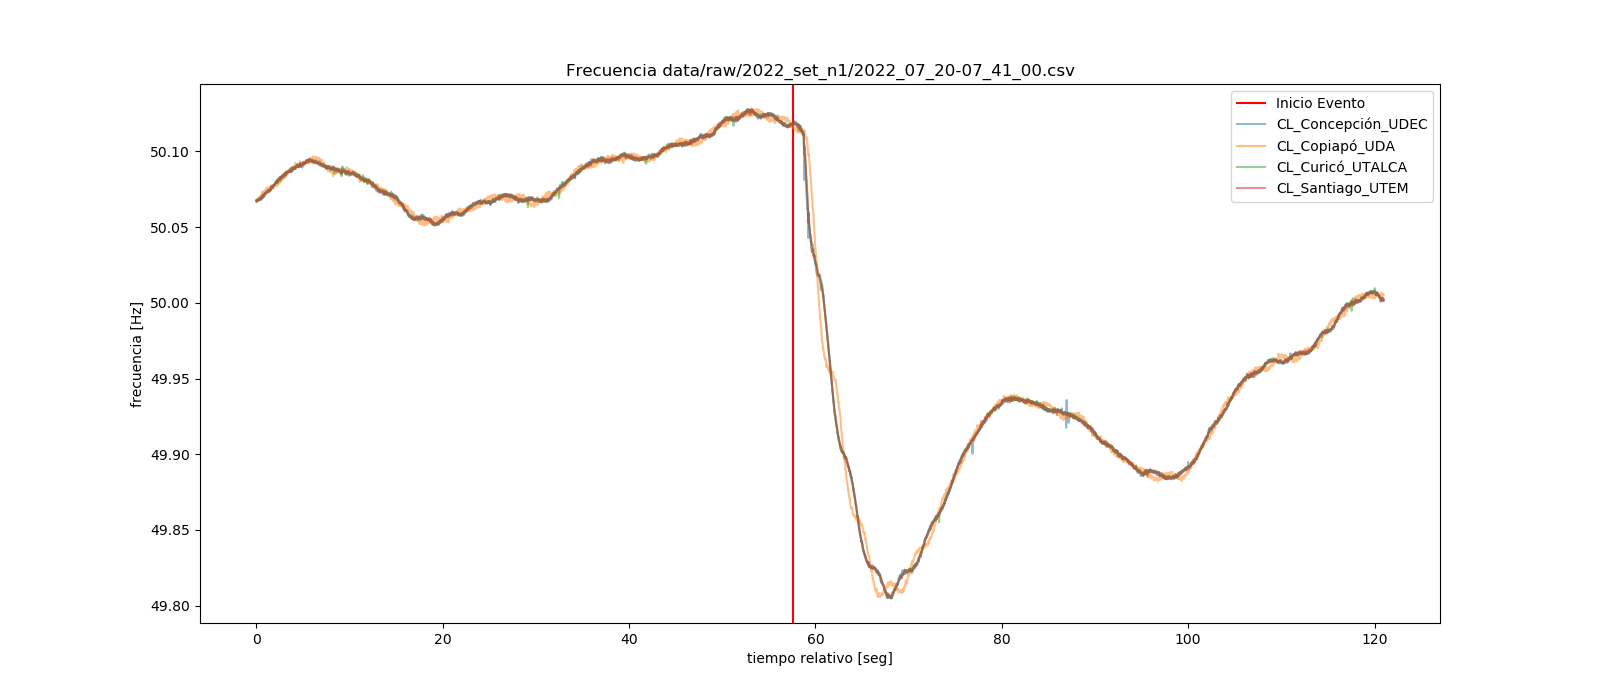 Frecuencia data/raw/2022_set_n1/2022_07_20-07_41_00.csv
Inicio Evento
CL_Concepción_UDEC
CL_Copiapó_UDA
CL_Curicó_UTALCA
CL_Santiago_UTEM
frecuencia [Hz]
50.10
50.05
50.00
49.95
49.90
49.85
49.80
0 20 40 60 80 100 120
tiempo relativo [seg]